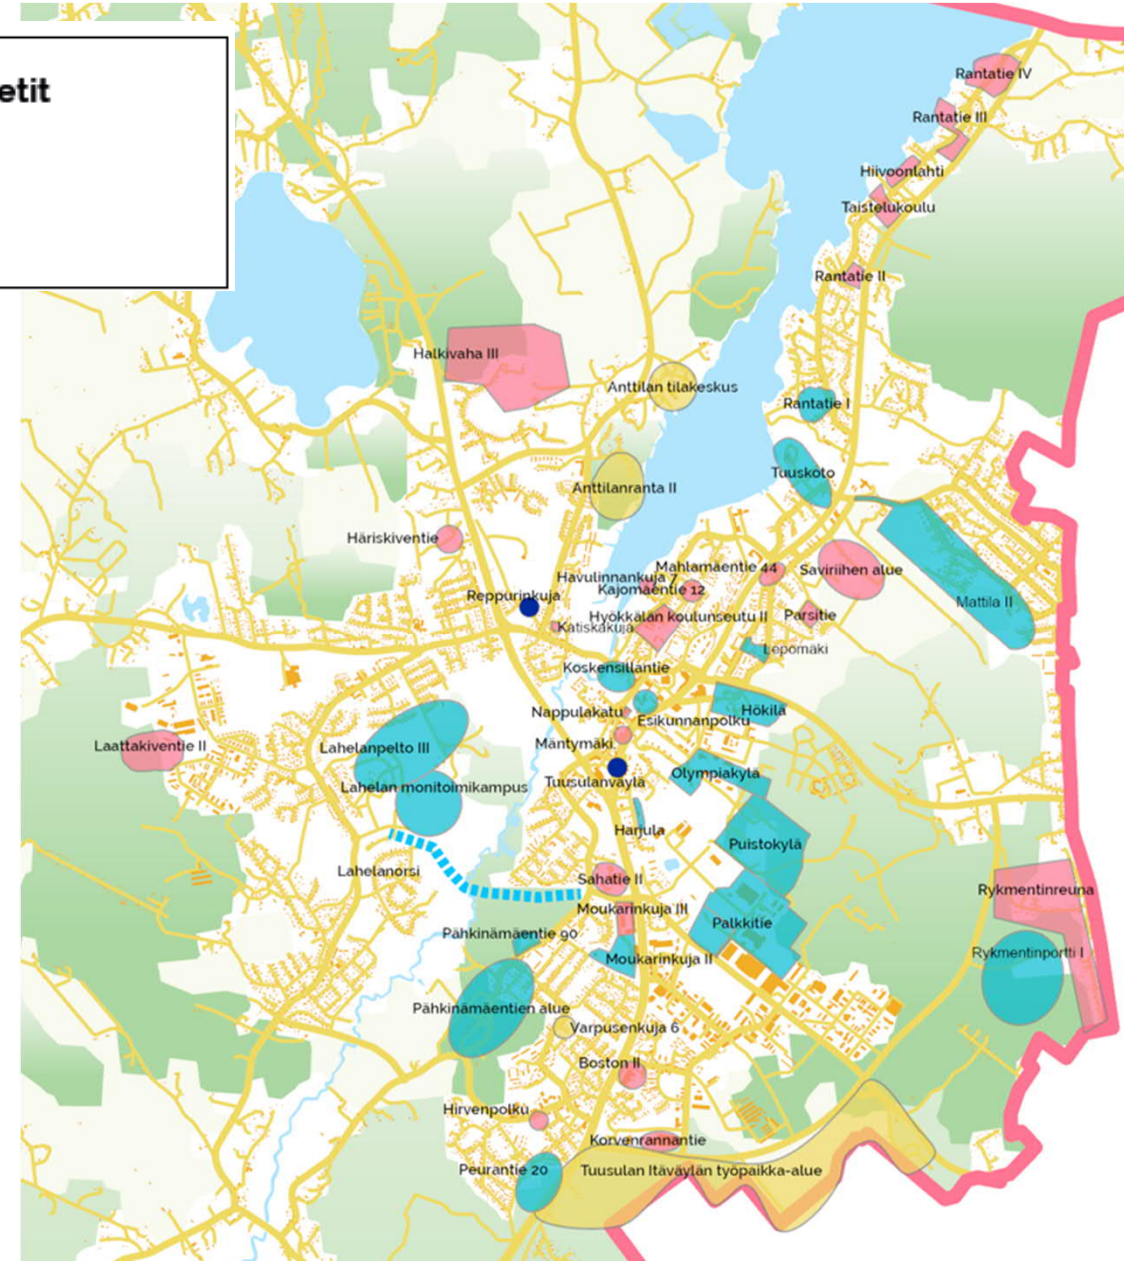 etit
Rantatie IV
Rantatie III
Hiivoonlahti
Taistelukoulu
Rantatie II
Halkivaha III
Anttilan tilakeskus
Rantatie I
Tuuskoto
Anttilanranta II
Häriskiventie
Mahlamäentie 44
Saviriihen alue
Havulinnankuja 7
Kajomäentie 12
Reppurinkuja
Mattila II
Hyökkälän koulunseutu II
Parsitie
Katiskakuja
Lepomäki
Koskensillantie
Nappulakatu
Hökilä
Esikunnanpolku
Mäntymäki
Laattakiventie II
Lahelanpelto III
Olympiakylä
Tuusulanväylä
Lahelan monitoimikampus
Harjula
Puistokylä
Lahelanorsi
Sahatie II
Rykmentinreuna
Moukarinkuja III
Palkkitie
Pähkinämäentie 90
Rykmentinportti I
Moukarinkuja II
Pähkinämäentien alue
Varpusenkuja 6
Boston II
Hirvenpolku
Korvenrannantie
Peurantie 20
Tuusulan Itäväylän työpaikka-alue